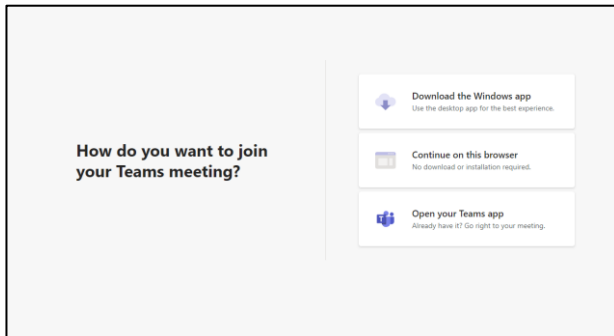 How do you want to join
your Teams meeting?
Download the Windows app
Use the desktop app for the best experience.
Continue on this browser
No download or installation required.
Open your Teams app
Already have it? Go right to your meeting.